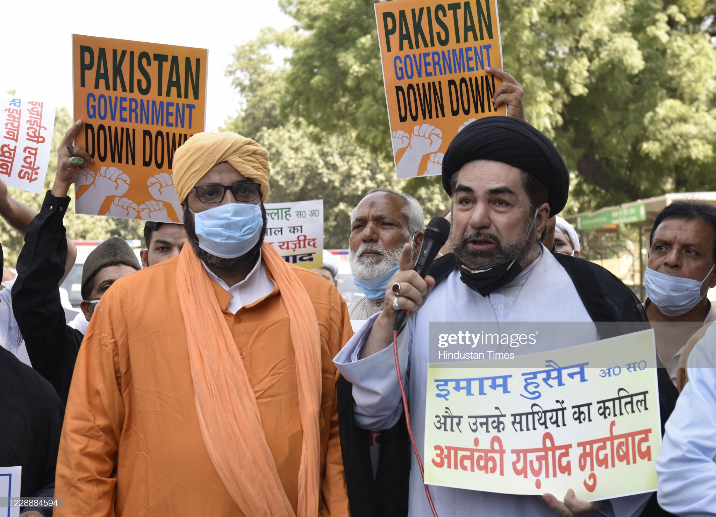 PAKISTAN
GOVERNMENT
DOWN DOWN
PAKISTAN
GOVERNMENT
DOWN DOWN
gettyimages
Hindustan Times
इमाम हुसैन अ० स०
और उनके साथियों का कातिल
आतंकी यज़ीद मुर्दाबाद
1228884594